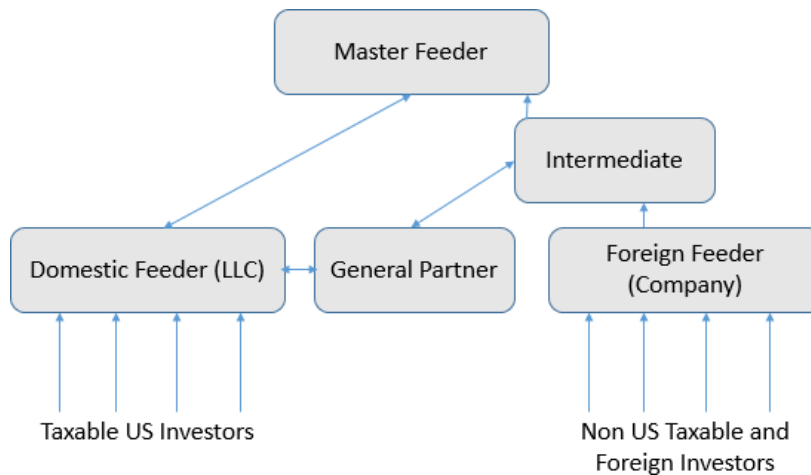 Master Feeder
Intermediate
Domestic Feeder (LLC)
General Partner
Foreign Feeder
(Company)
Taxable US Investors
Non US Taxable and
Foreign Investors